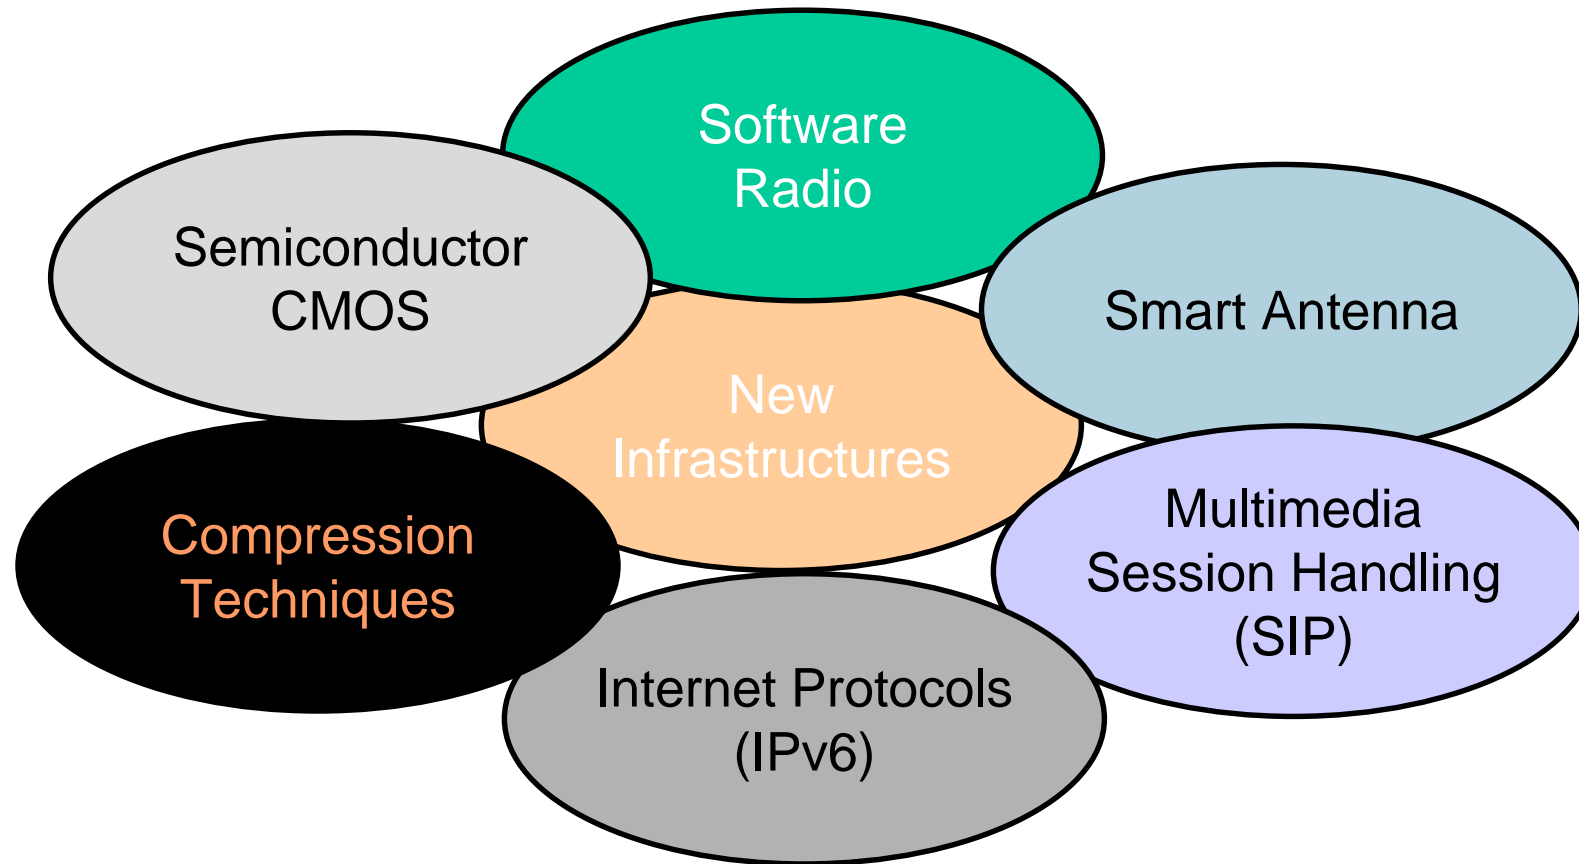 Software
Radio
Semiconductor
CMOS
Smart Antenna
New
Infrastructures
Compression
Techniques
Multimedia
Session Handling
(SIP)
Internet Protocols
(IPv6)